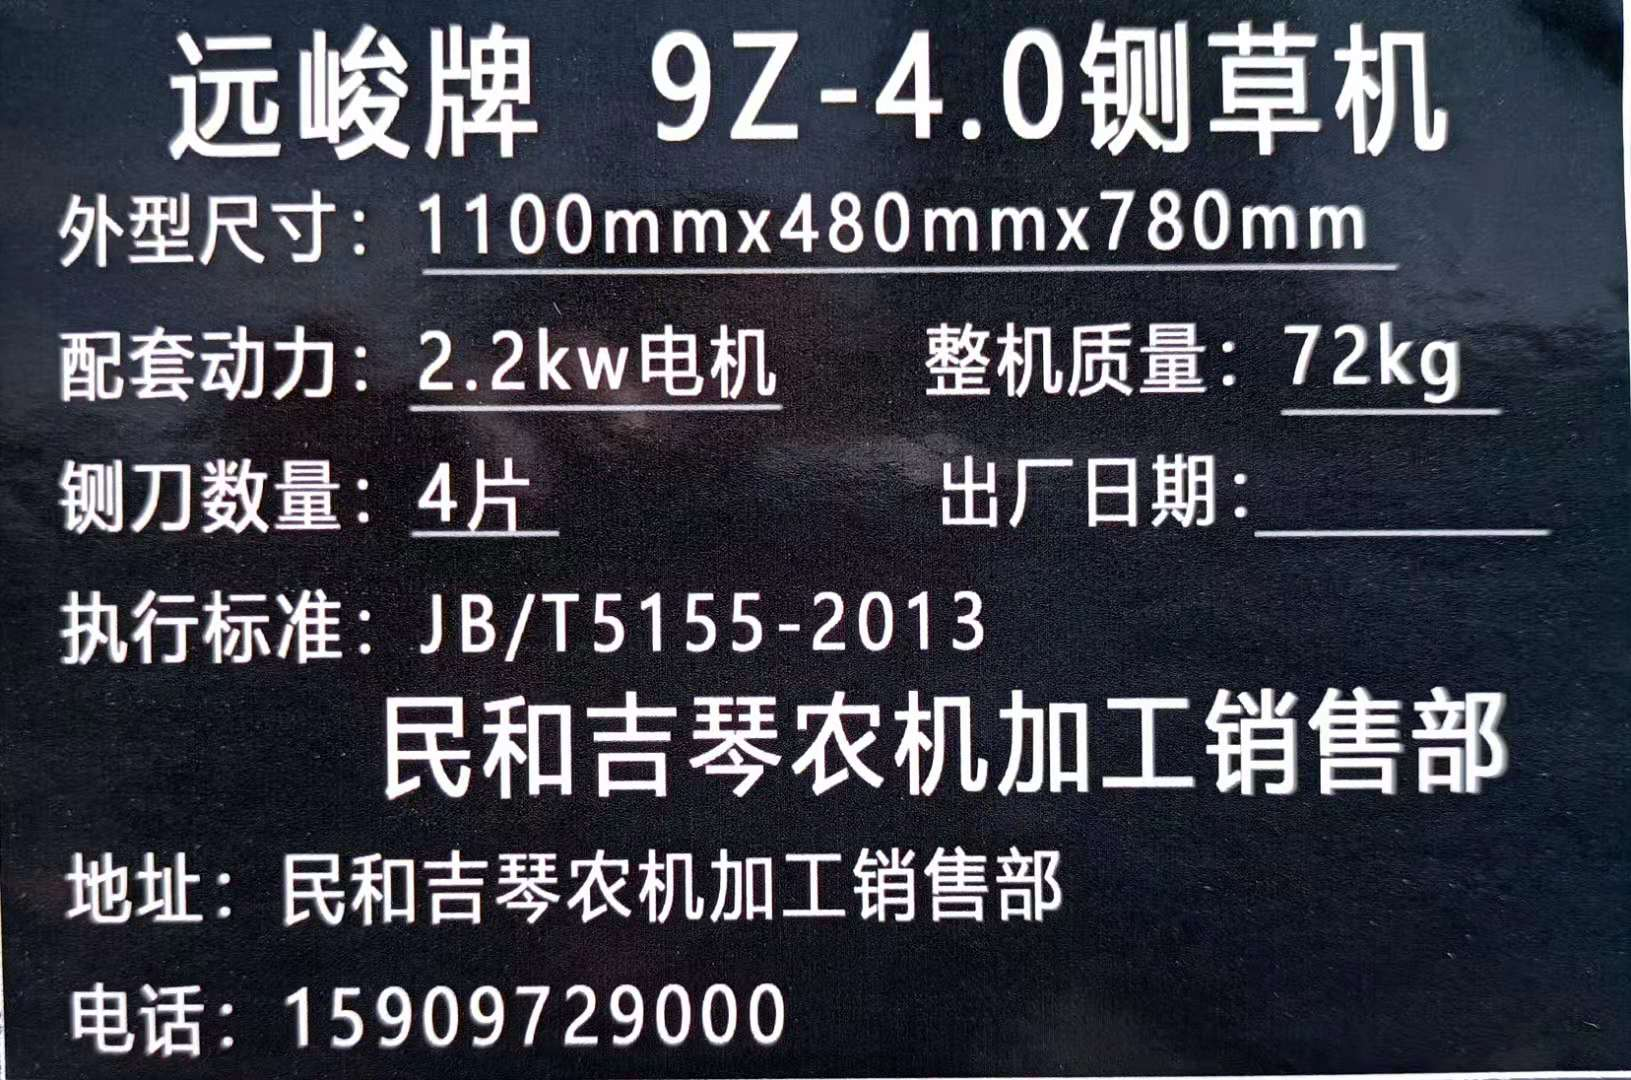 远峻牌 9Z-4.0铡草机
外型尺寸：1100mmx480mmx780mm
配套动力：2.2kw电机 整机质量：72kg
铡刀数量：4片 出厂日期：
执行标准：JB/T5155-2013
民和吉琴农机加工销售部
地址：民和吉琴农机加工销售部
电话：15909729000